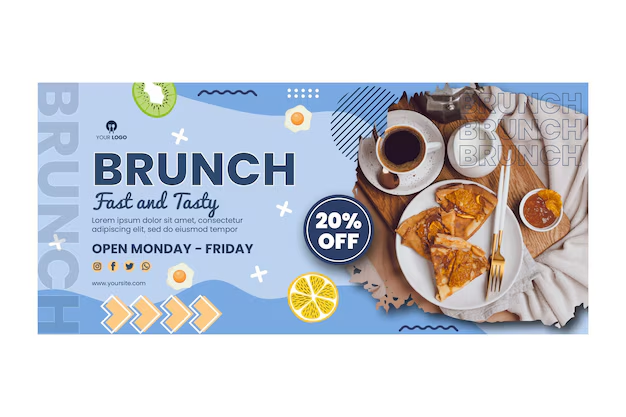 BRUNCH
YOUR LOGO
BRUNCH
Fast and Tasty
Lorem ipsum dolor sit amet, consectetur
adipiscing elit, sed do eiusmod tempor
OPEN MONDAY - FRIDAY
www.yoursite.com
20%
OFF
BRUNCH
BRUNCH
BRUNCH